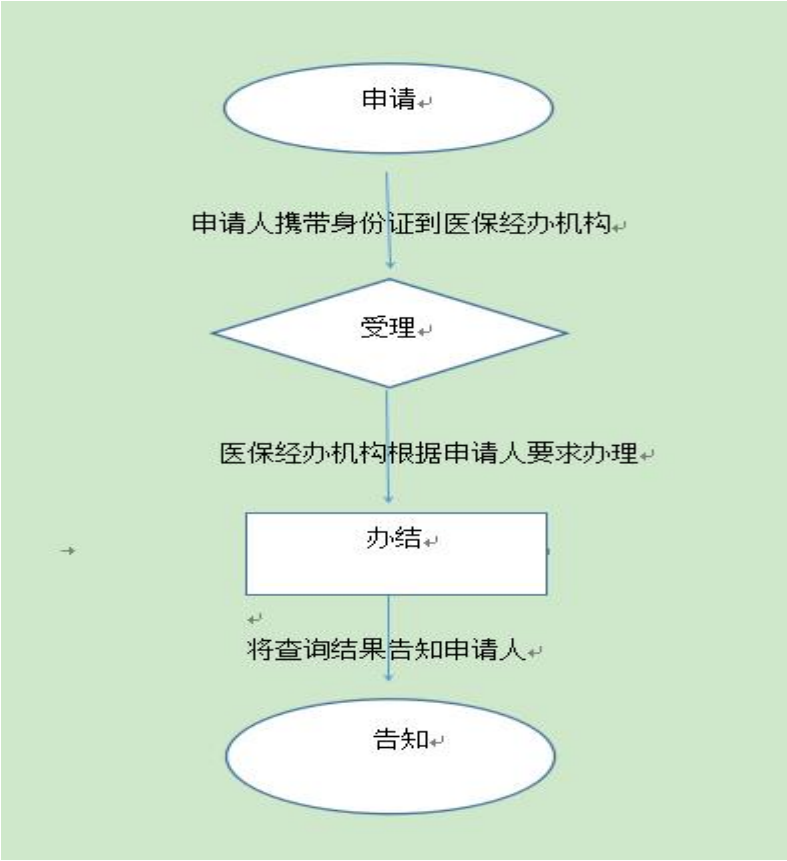 申请
申请人携带身份证到医保经办机构
受理
医保经办机构根据申请人要求办理
办结
将查询结果告知申请人
告知